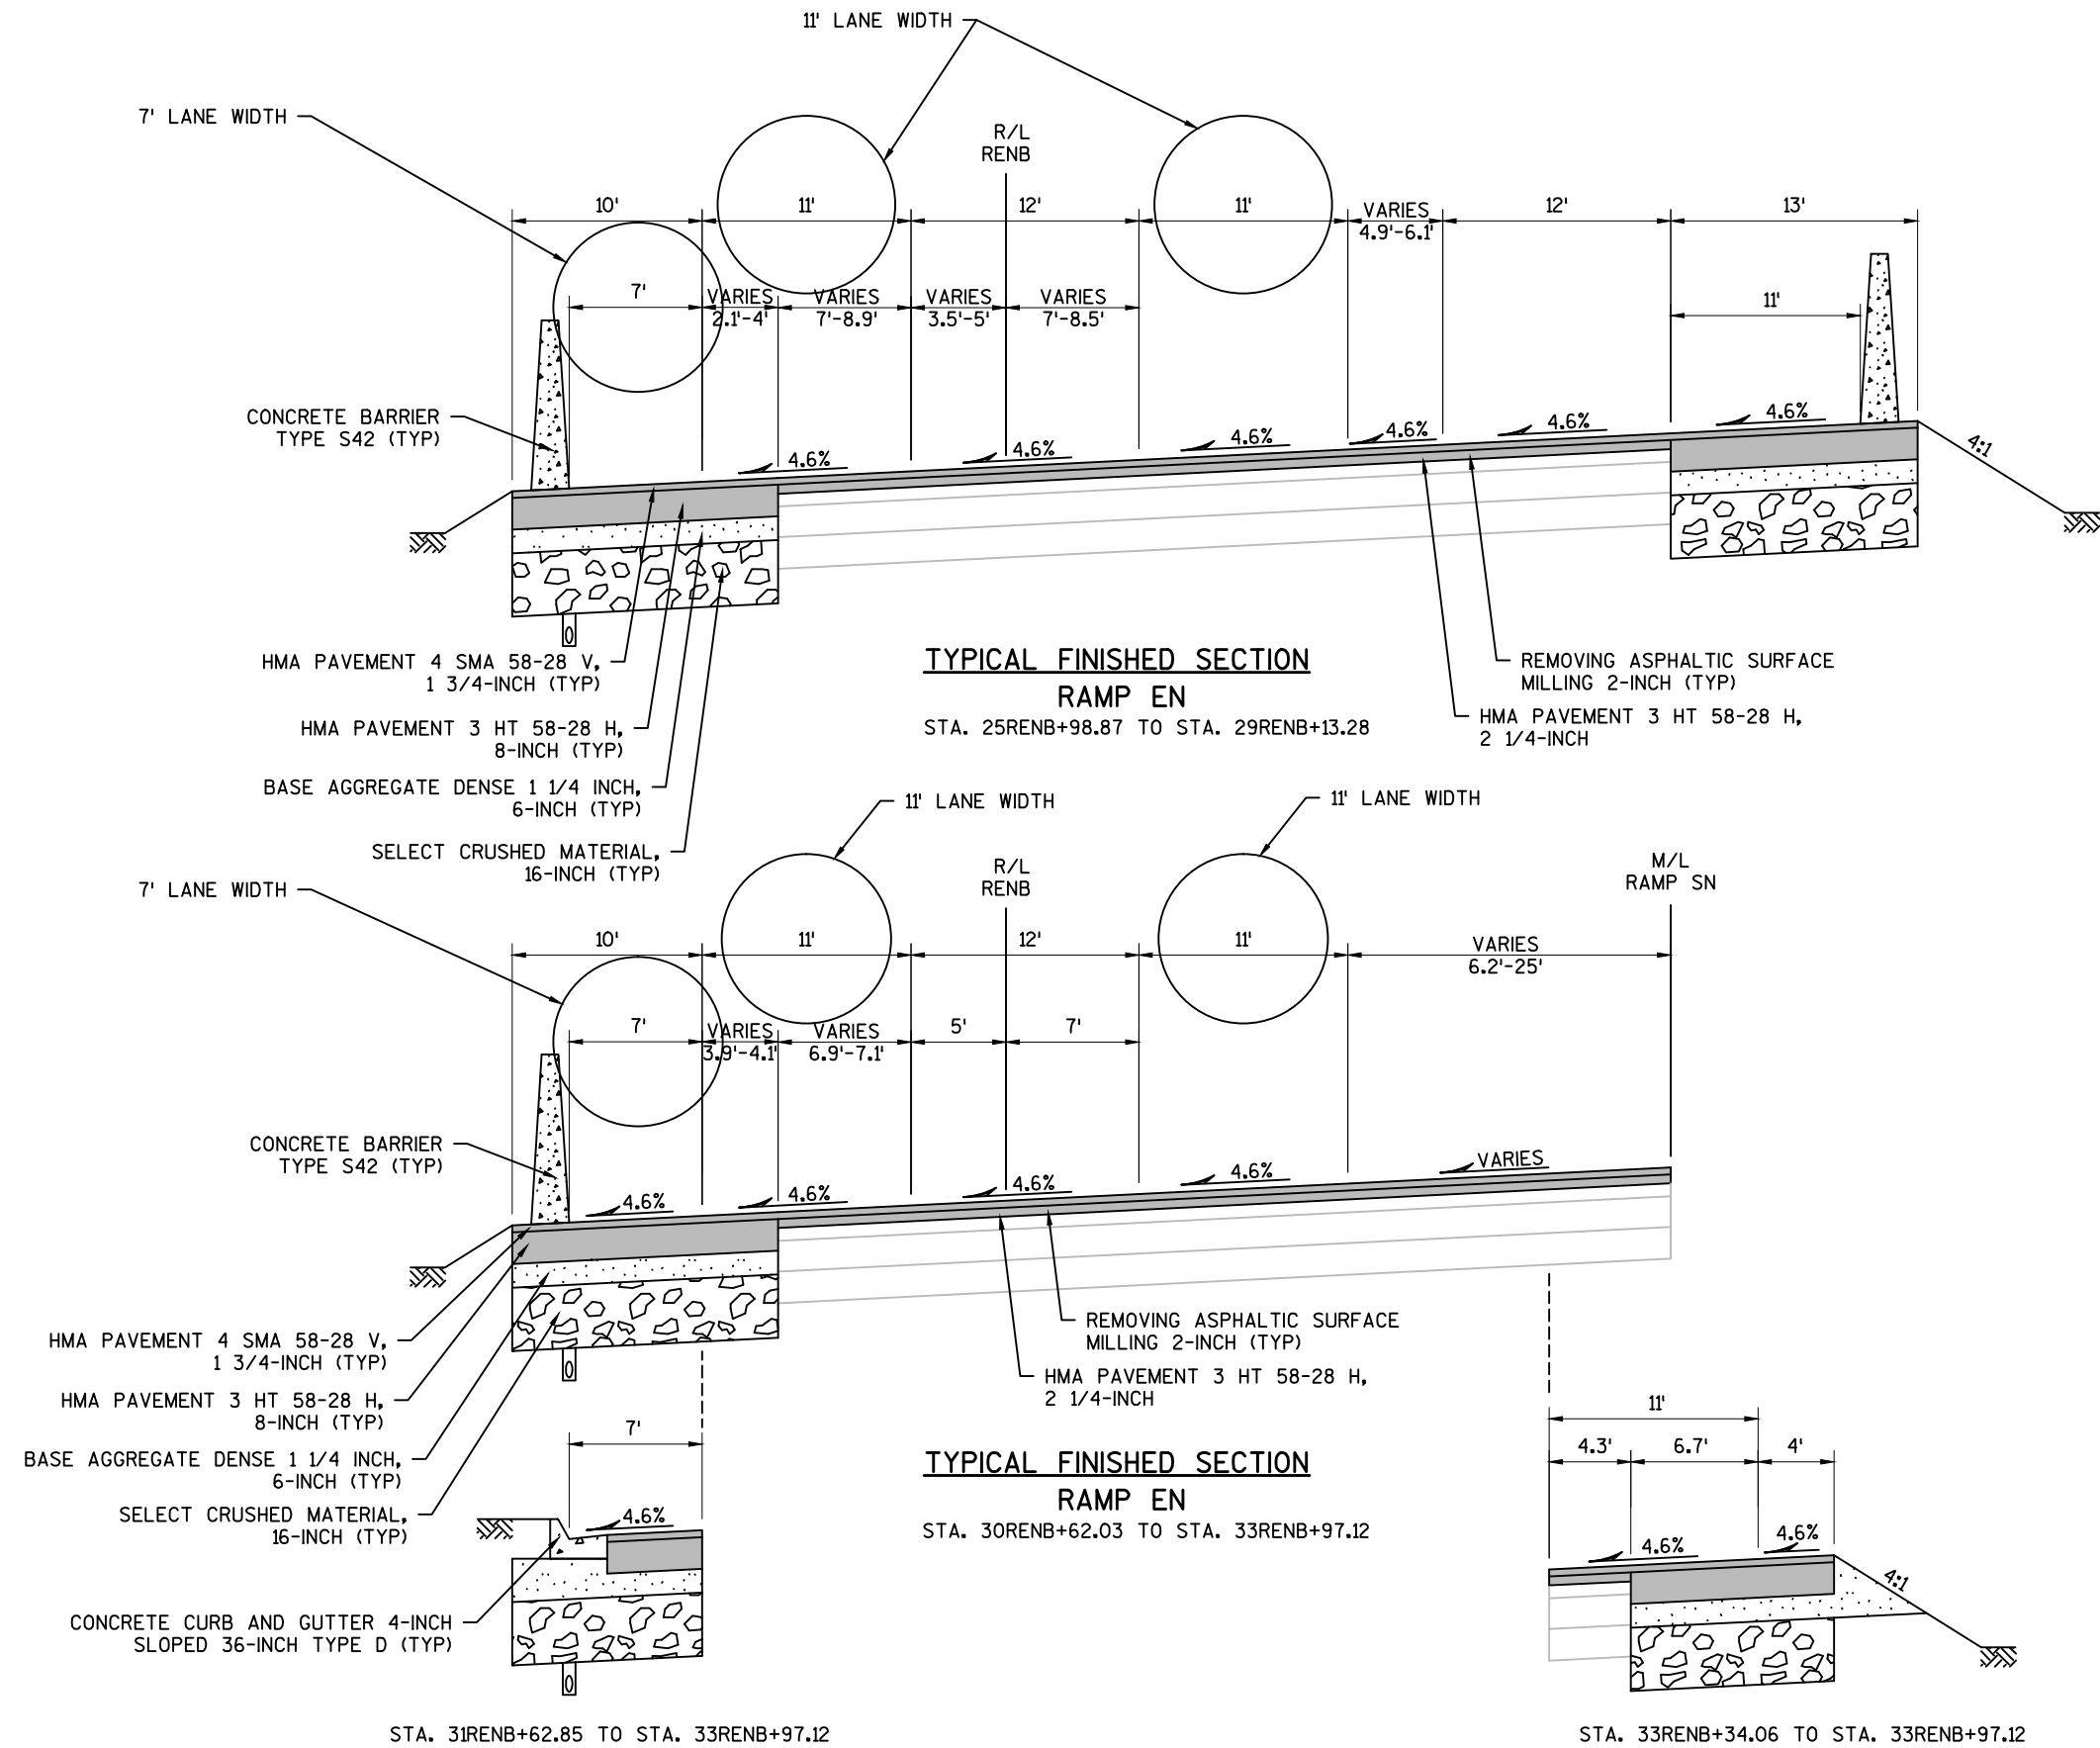 11' LANE WIDTH
7' LANE WIDTH
R/L
RENB
10'
11'
12'
11'
VARIES
4.9'-6.1'
12'
13'
7'
VARIES
2.1'-4'
VARIES
7'-8.9'
VARIES
3.5'-5'
VARIES
7'-8.5'
11'
CONCRETE BARRIER
TYPE S42 (TYP)
4.6%
4.6%
4.6%
4.6%
4.6%
4.6%
4:1
HMA PAVEMENT 4 SMA 58-28 V,
1 3/4-INCH (TYP)
HMA PAVEMENT 3 HT 58-28 H,
8-INCH (TYP)
BASE AGGREGATE DENSE 1 1/4 INCH,
6-INCH (TYP)
SELECT CRUSHED MATERIAL,
16-INCH (TYP)
TYPICAL FINISHED SECTION
RAMP EN
STA. 25RENB+98.87 TO STA. 29RENB+13.28
REMOVING ASPHALTIC SURFACE
MILLING 2-INCH (TYP)
HMA PAVEMENT 3 HT 58-28 H,
2 1/4-INCH
11' LANE WIDTH
11' LANE WIDTH
7' LANE WIDTH
R/L
RENB
M/L
RAMP SN
10'
11'
12'
11'
VARIES
6.2'-25'
7'
VARIES
3.9'-4.1'
VARIES
6.9'-7.1'
5'
7'
CONCRETE BARRIER
TYPE S42 (TYP)
4.6%
4.6%
4.6%
4.6%
VARIES
HMA PAVEMENT 4 SMA 58-28 V,
1 3/4-INCH (TYP)
HMA PAVEMENT 3 HT 58-28 H,
8-INCH (TYP)
BASE AGGREGATE DENSE 1 1/4 INCH,
6-INCH (TYP)
SELECT CRUSHED MATERIAL,
16-INCH (TYP)
REMOVING ASPHALTIC SURFACE
MILLING 2-INCH (TYP)
HMA PAVEMENT 3 HT 58-28 H,
2 1/4-INCH
TYPICAL FINISHED SECTION
RAMP EN
STA. 30RENB+62.03 TO STA. 33RENB+97.12
7'
4.6%
CONCRETE CURB AND GUTTER 4-INCH
SLOPED 36-INCH TYPE D (TYP)
STA. 31RENB+62.85 TO STA. 33RENB+97.12
11'
4.3'
6.7'
4'
4.6%
4.6%
4:1
STA. 33RENB+34.06 TO STA. 33RENB+97.12